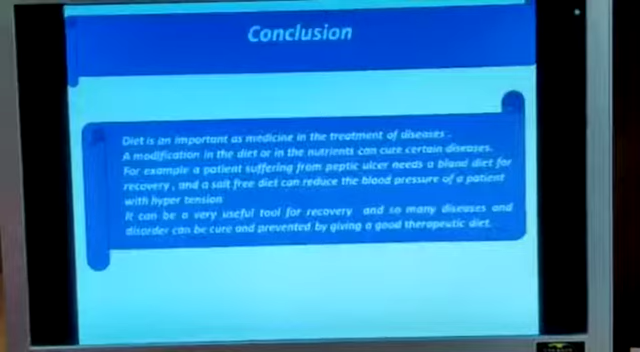 Conclusion
Diet is an important as medicine in the treatment of diseases .
A modification in the diet or in the nutrients can cure certain diseases.
For example a patient suffering from peptic ulcer needs a bland diet for
recovery , and a salt free diet can reduce the blood pressure of a patient
with hyper tension
It can be a very useful tool for recovery and so many diseases and
disorder can be cure and prevented by giving a good therapeutic diet.